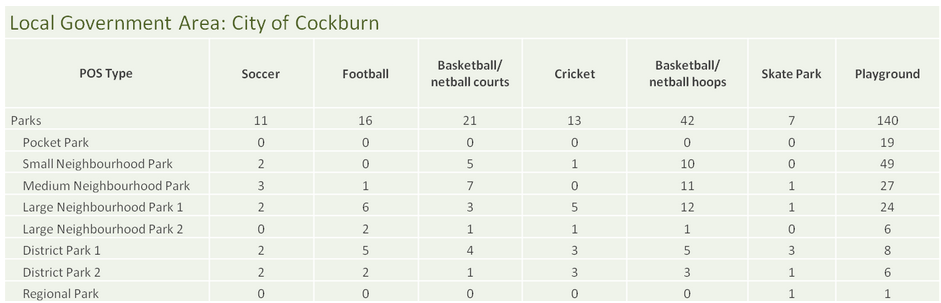 Local Government Area: City of Cockburn
POS Type Soccer Football Basketball/ netball courts Cricket Basketball/ netball hoops Skate Park Playground
Parks 11 16 21 13 42 7 140
Pocket Park 0 0 0 0 0 0 19
Small Neighbourhood Park 2 0 5 1 10 0 49
Medium Neighbourhood Park 3 1 7 0 11 1 27
Large Neighbourhood Park 1 2 6 3 5 12 1 24
Large Neighbourhood Park 2 0 2 1 1 1 0 6
District Park 1 2 5 4 3 5 3 8
District Park 2 2 2 1 3 3 1 6
Regional Park 0 0 0 0 0 1 1